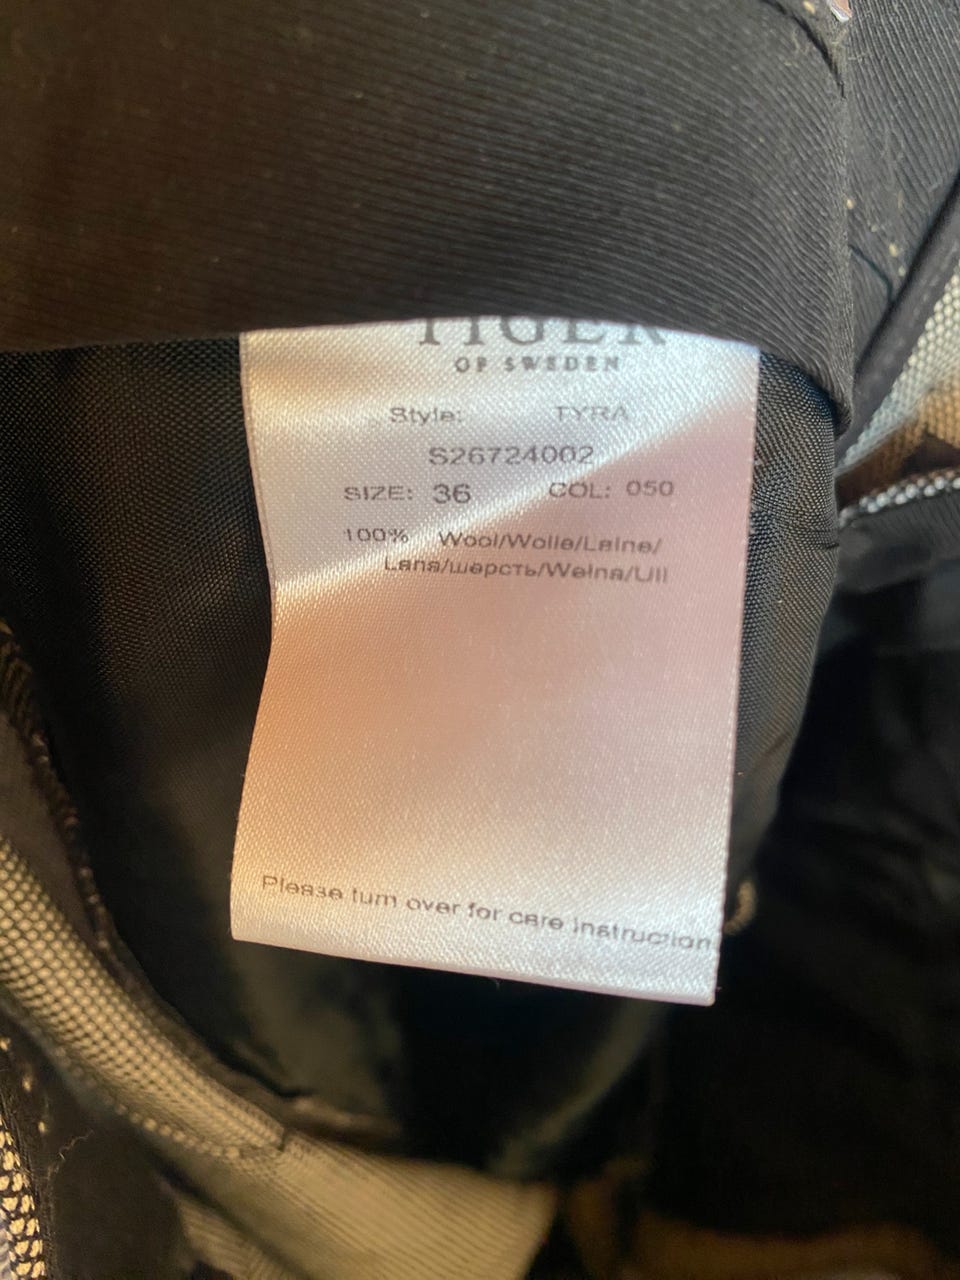 TIGER
OF SWEDEN
Style: TYRA
S26724002
SIZE: 36 COL: 050
100% Wool/Wolle/Laine/
Lana/шерсть/Wełna/Ull
Please turn over for care instruction